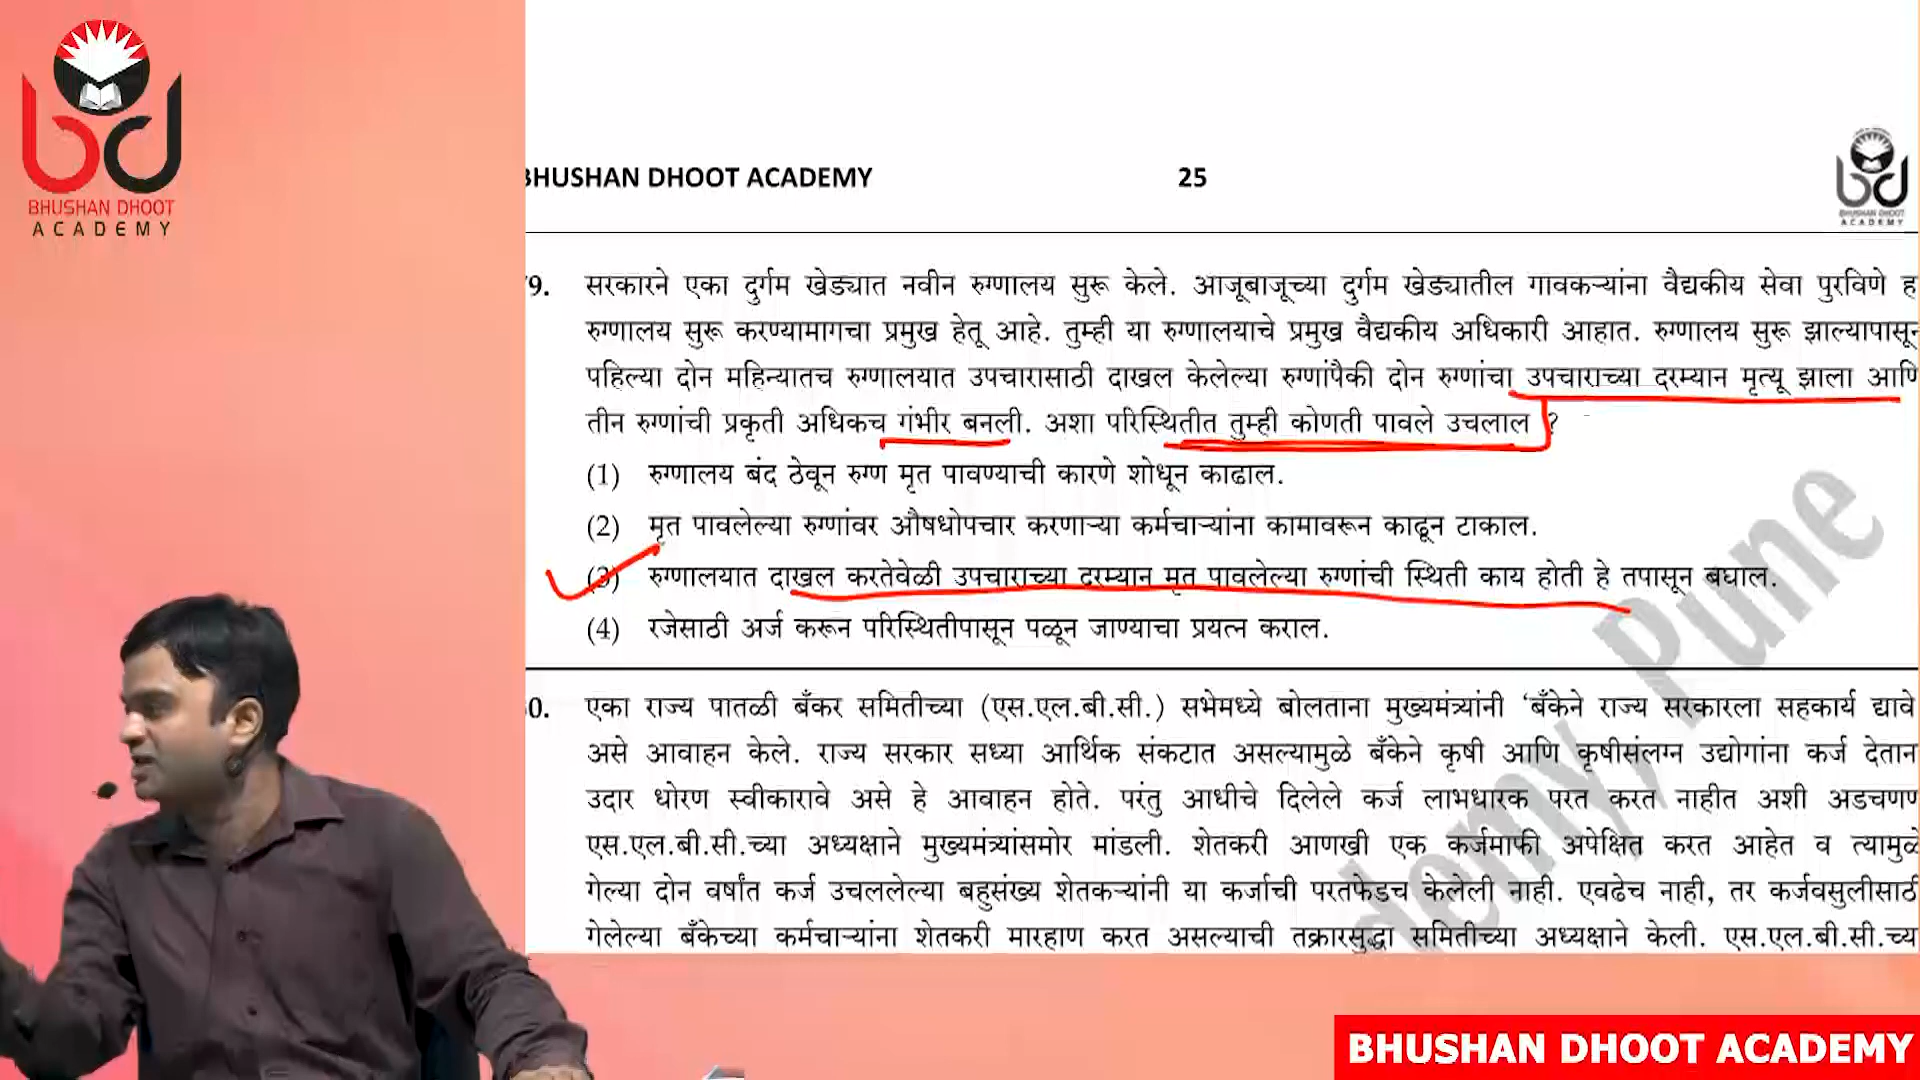 BHUSHAN DHOOT
ACADEMY
BHUSHAN DHOOT ACADEMY 25
BHUSHAN DHOOT
ACADEMY
79. सरकारने एका दुर्गम खेड्यात नवीन रुग्णालय सुरू केले. आजूबाजूच्या दुर्गम खेड्यातील गावकऱ्यांना वैद्यकीय सेवा पुरविणे ह
रुग्णालय सुरू करण्यामागचा प्रमुख हेतू आहे. तुम्ही या रुग्णालयाचे प्रमुख वैद्यकीय अधिकारी आहात. रुग्णालय सुरू झाल्यापासून
पहिल्या दोन महिन्यातच रुग्णालयात उपचारासाठी दाखल केलेल्या रुग्णांपैकी दोन रुग्णांचा उपचाराच्या दरम्यान मृत्यू झाला आणि
तीन रुग्णांची प्रकृती अधिकच गंभीर बनली. अशा परिस्थितीत तुम्ही कोणती पावले उचलाल ?
(1) रुग्णालय बंद ठेवून रुग्ण मृत पावण्याची कारणे शोधून काढाल.
(2) मृत पावलेल्या रुग्णांवर औषधोपचार करणाऱ्या कर्मचाऱ्यांना कामावरून काढून टाकाल.
(3) रुग्णालयात दाखल करतेवेळी उपचाराच्या दरम्यान मृत पावलेल्या रुग्णांची स्थिती काय होती हे तपासून बघाल.
(4) रजेसाठी अर्ज करून परिस्थितीपासून पळून जाण्याचा प्रयत्न कराल.
0. एका राज्य पातळी बँकर समितीच्या (एस.एल.बी.सी.) सभेमध्ये बोलताना मुख्यमंत्र्यांनी ‘बँकेने राज्य सरकारला सहकार्य द्यावे
असे आवाहन केले. राज्य सरकार सध्या आर्थिक संकटात असल्यामुळे बँकेने कृषी आणि कृषीसंलग्न उद्योगांना कर्ज देतान
उदार धोरण स्वीकारावे असे हे आवाहन होते. परंतु आधीचे दिलेले कर्ज लाभधारक परत करत नाहीत अशी अडचण
एस.एल.बी.सी.च्या अध्यक्षाने मुख्यमंत्र्यांसमोर मांडली. शेतकरी आणखी एक कर्जमाफी अपेक्षित करत आहेत व त्यामुळे
गेल्या दोन वर्षांत कर्ज उचललेल्या बहुसंख्य शेतकऱ्यांनी या कर्जाची परतफेडच केलेली नाही. एवढेच नाही, तर कर्जवसुलीसाठी
गेलेल्या बँकेच्या कर्मचाऱ्यांना शेतकरी मारहाण करत असल्याची तक्रारसुद्धा समितीच्या अध्यक्षाने केली. एस.एल.बी.सी.च्य
demy, Pune
BHUSHAN DHOOT ACADEMY